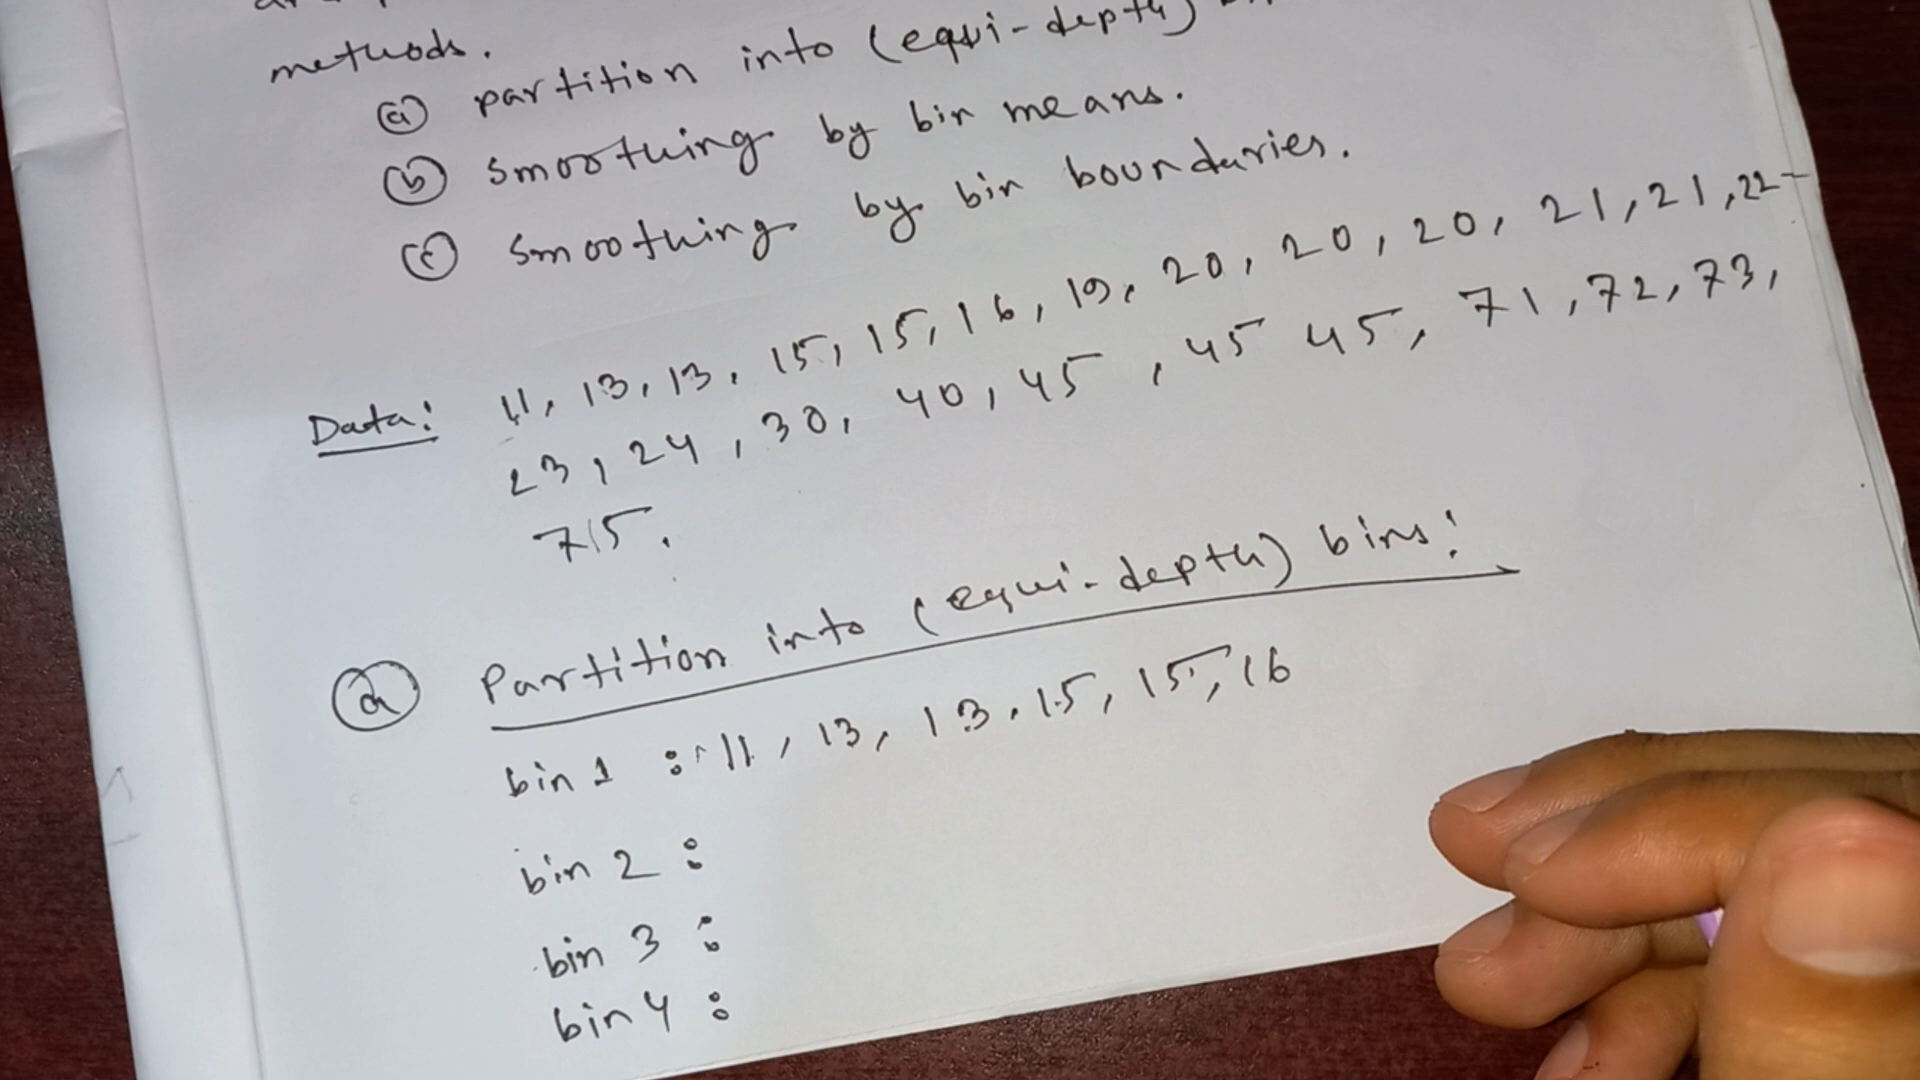 methods.
(a) partition into (equi-depth)
(b) smoothing by bin means.
(c) smoothing by bin boundaries.
Data: 11, 13, 13, 15, 15, 16, 19, 20, 20, 20, 21, 21, 22
23, 24, 30, 40, 45, 45 45, 71, 72, 73,
75.
(a) Partition into (equi-depth) bins:
bin 1 : 11, 13, 13, 15, 15, 16
bin 2 :
bin 3 :
bin 4 :